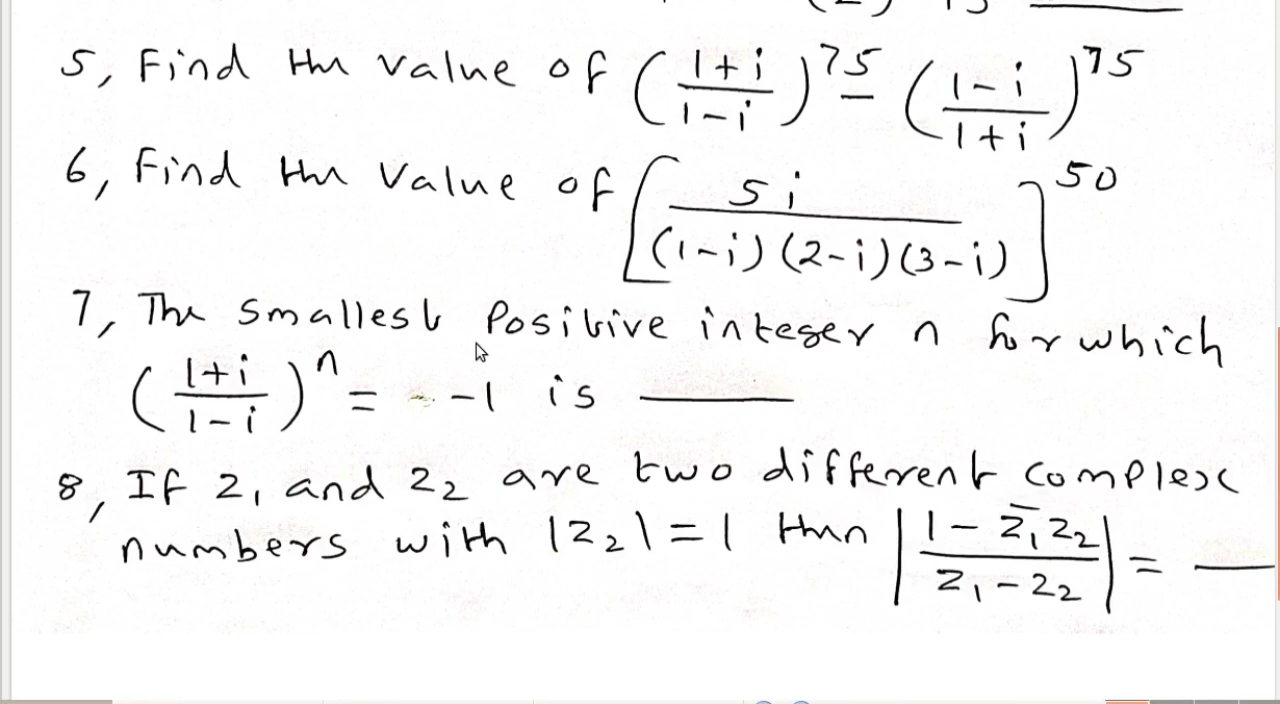 5, Find the value of (1+i/1-i)^75 - (1-i/1+i)^75
6, Find the value of [5i/(1-i)(2-i)(3-i)]^50
7, The smallest positive integer n for which
(1+i/1-i)^n = -1 is ______
8, If z₁ and z₂ are two different complex
numbers with |z₂| = 1 then |1 - z̄₁z₂/z₁ - z₂| = ____